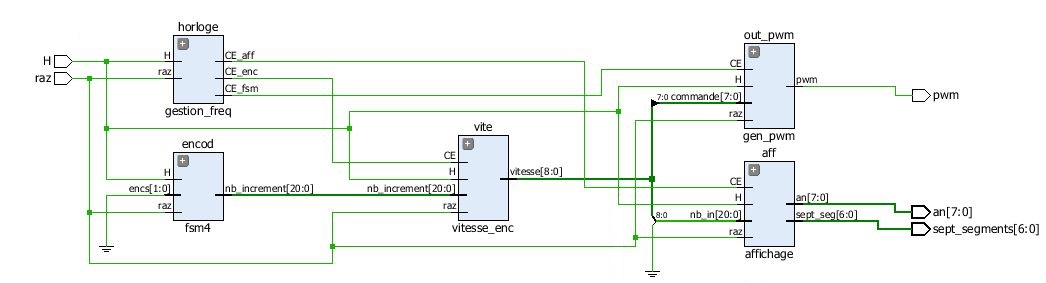 horloge
H
raz
H
raz
CE_aff
CE_enc
CE_fsm
gestion_freq
encod
H
encs[1:0]
raz
nb_increment[20:0]
fsm4
vite
CE
H
nb_increment[20:0]
raz
vitesse[8:0]
vitesse_enc
out_pwm
CE
H
7:0 commande[7:0]
raz
pwm
gen_pwm
pwm
aff
CE
H
8:0 nb_in[20:0]
raz
an[7:0]
sept_seg[6:0]
affichage
an[7:0]
sept_segments[6:0]